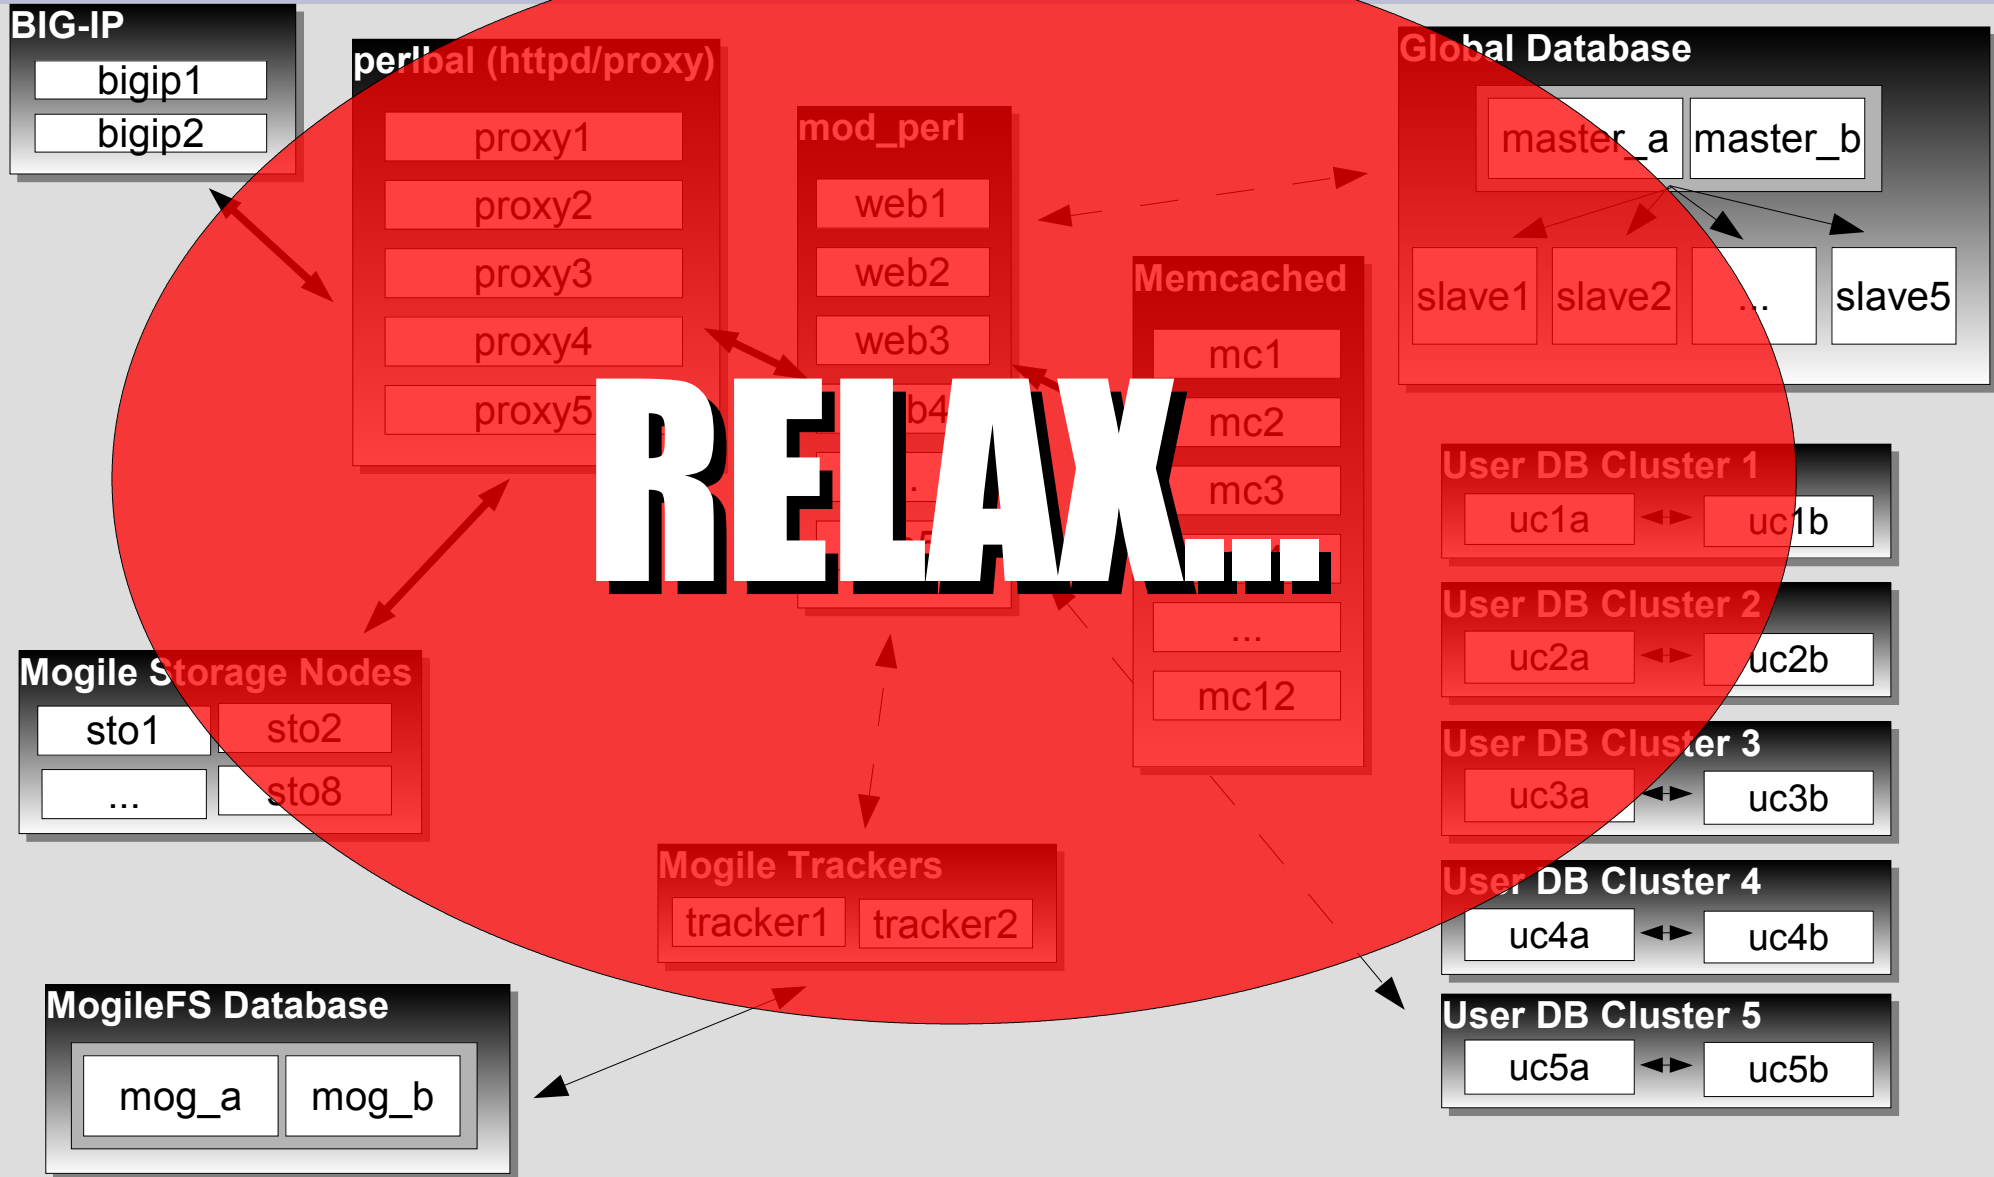 BIG-IP
bigip1
bigip2
perlbal (httpd/proxy)
proxy1
proxy2
proxy3
proxy4
proxy5
mod_perl
web1
web2
web3
b4
.
Memcached
mc1
mc2
mc3
...
mc12
Global Database
master_a master_b
slave1 slave2 ... slave5
RELAX...
User DB Cluster 1
uc1a uc1b
User DB Cluster 2
uc2a uc2b
User DB Cluster 3
uc3a uc3b
User DB Cluster 4
uc4a uc4b
User DB Cluster 5
uc5a uc5b
Mogile Storage Nodes
sto1 sto2
... sto8
Mogile Trackers
tracker1 tracker2
MogileFS Database
mog_a mog_b